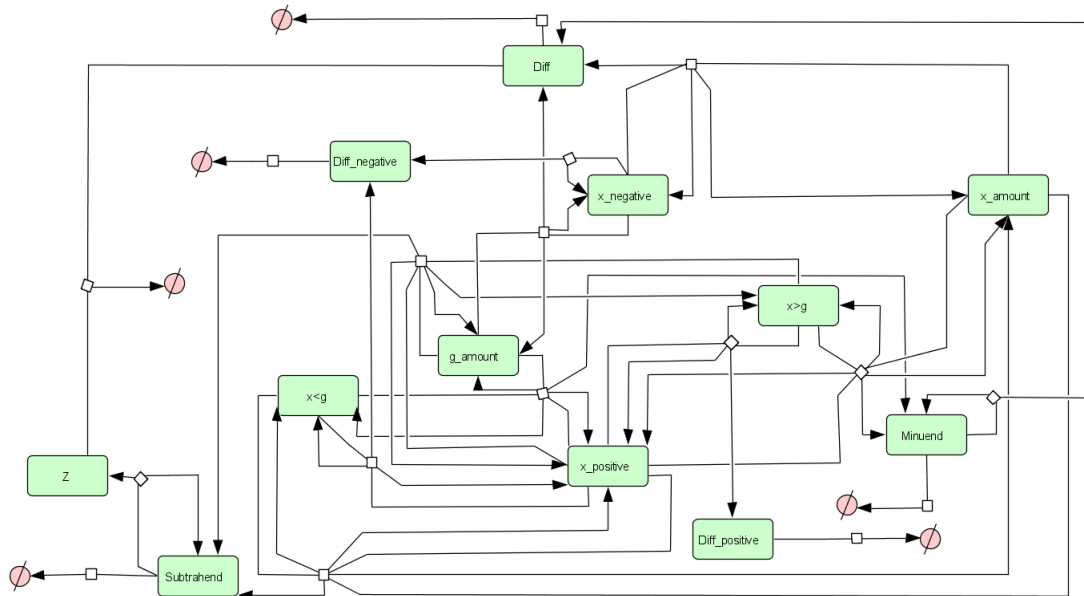 Diff
Diff_negative
x_negative
x_amount
x>g
g_amount
x<g
Minuend
x_positive
Z
Diff_positive
Subtrahend